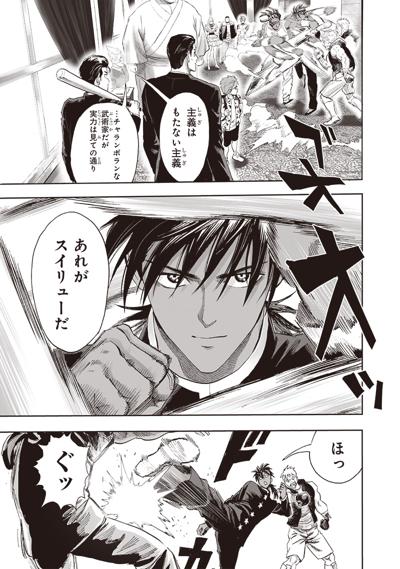 主義は
もたない主義
…チャランポランな
武術家だが
実力は見ての通り
ドオオッ
あれが
スイリューだ
ほっ
ぐッ
ドカ